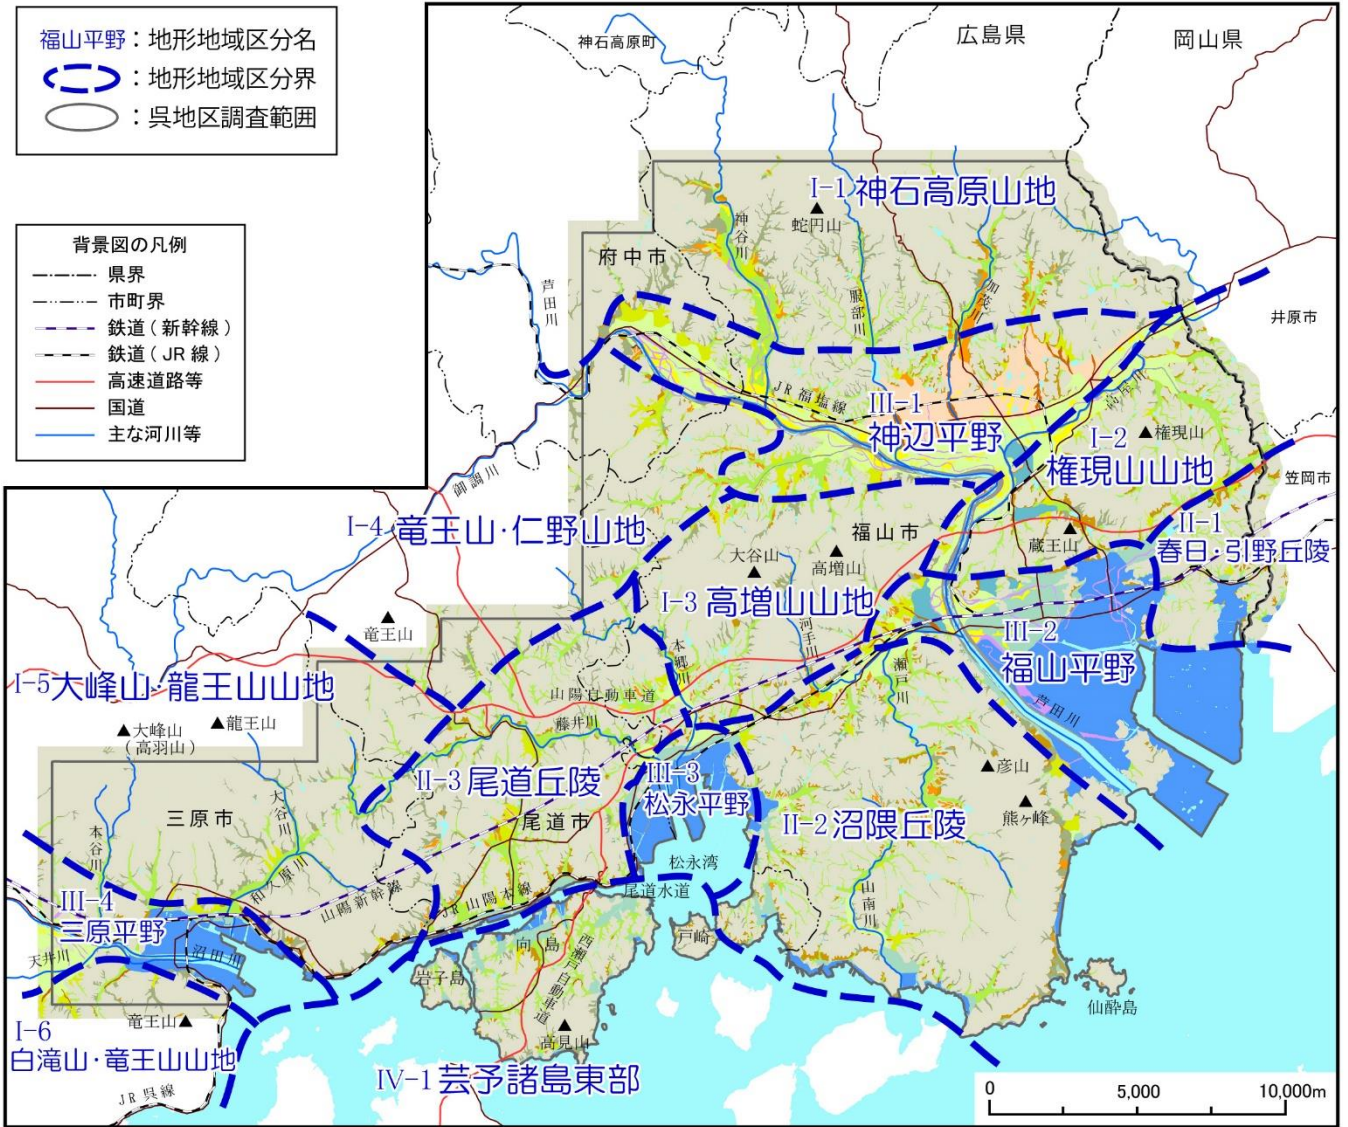 福山平野：地形地域区分名
：地形地域区分界
：呉地区調査範囲
背景図の凡例
県界
市町界
鉄道（新幹線）
鉄道（JR線）
高速道路等
国道
主な河川等
神石高原町
広島県
岡山県
I-1 神石高原山地
蛇円山
神谷川
府中市
芦田川
服部川
加茂川
井原市
JR福塩線
III-1
神辺平野
高屋川
I-2
権現山
権現山山地
笠岡市
御調川
I-4 竜王山・仁野山地
福山市
II-1
春日・引野丘陵
蔵王山
大谷山
高増山
I-3 高増山山地
竜王山
本郷川
河手川
III-2
福山平野
瀬戸川
芦田川
I-5 大峰山・龍王山山地
大峰山
（高羽山）
龍王山
山陽自動車道
藤井川
II-3 尾道丘陵
尾道市
III-3
松永平野
彦山
熊ヶ峰
II-2 沼隈丘陵
三原市
大谷川
本谷川
和久原川
山陽新幹線
JR山陽本線
松永湾
尾道水道
山南川
III-4
三原平野
天井川
沼田川
向島
西瀬戸自動車道
戸崎
岩子島
仙酔島
竜王山
高見山
I-6
白滝山・竜王山山地
JR呉線
IV-1 芸予諸島東部
0
5,000
10,000m